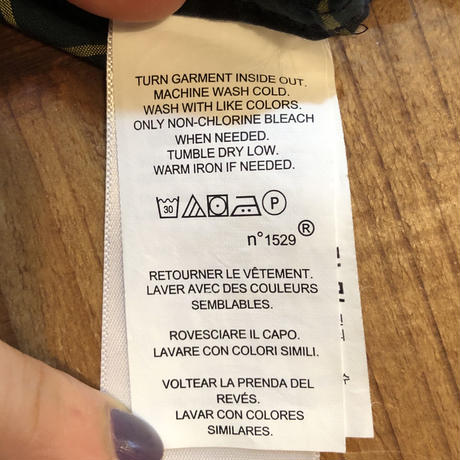 TURN GARMENT INSIDE OUT.
MACHINE WASH COLD.
WASH WITH LIKE COLORS.
ONLY NON-CHLORINE BLEACH
WHEN NEEDED.
TUMBLE DRY LOW.
WARM IRON IF NEEDED.
30 P
n°1529 ®
RETOURNER LE VÊTEMENT.
LAVER AVEC DES COULEURS
SEMBLABLES.
ROVESCIARE IL CAPO.
LAVARE CON COLORI SIMILI.
VOLTEAR LA PRENDA DEL
REVÉS.
LAVAR CON COLORES
SIMILARES.